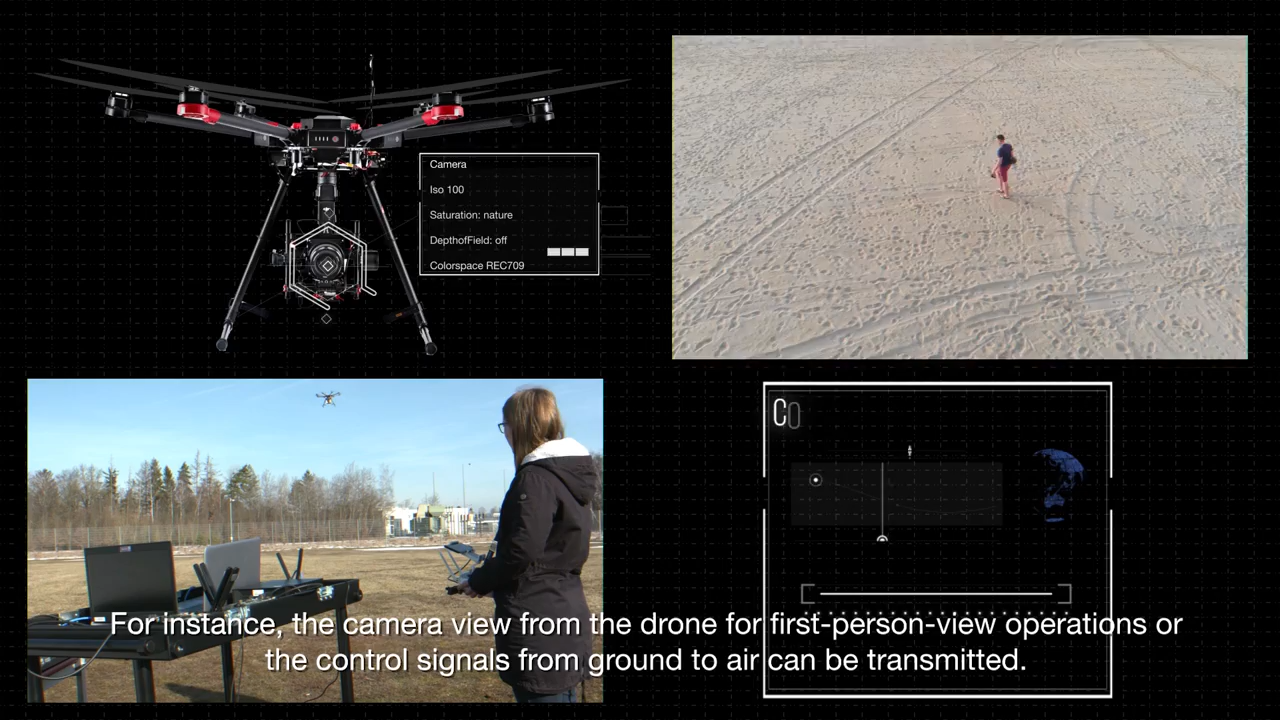 Camera
Iso 100
Saturation: nature
DepthofField: off
Colorspace REC709
CO
For instance, the camera view from the drone for first-person-view operations or
the control signals from ground to air can be transmitted.